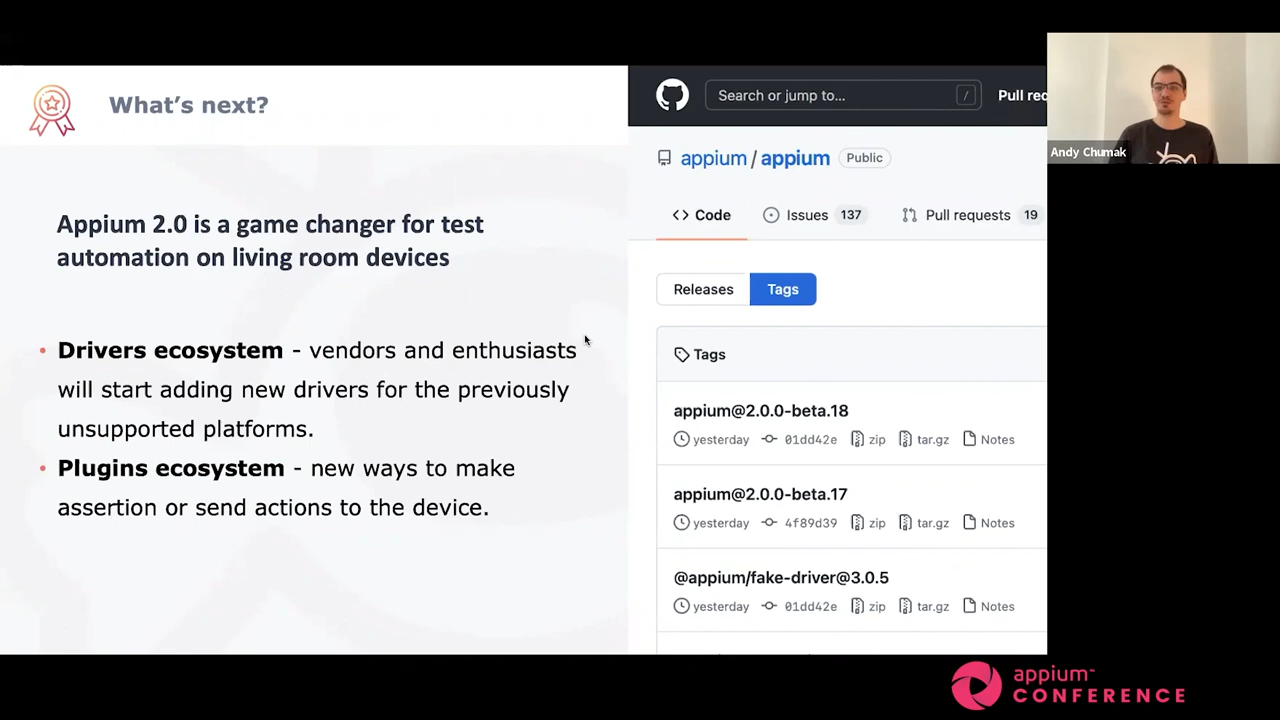 What's next?
Appium 2.0 is a game changer for test
automation on living room devices
• Drivers ecosystem - vendors and enthusiasts
will start adding new drivers for the previously
unsupported platforms.
• Plugins ecosystem - new ways to make
assertion or send actions to the device.
Search or jump to... /
Pull rec
appium / appium Public
Code Issues 137 Pull requests 19
Releases Tags
Tags
appium@2.0.0-beta.18
yesterday 01dd42e zip tar.gz Notes
appium@2.0.0-beta.17
yesterday 4f89d39 zip tar.gz Notes
@appium/fake-driver@3.0.5
yesterday 01dd42e zip tar.gz Notes
Andy Chumak
appium™
CONFERENCE